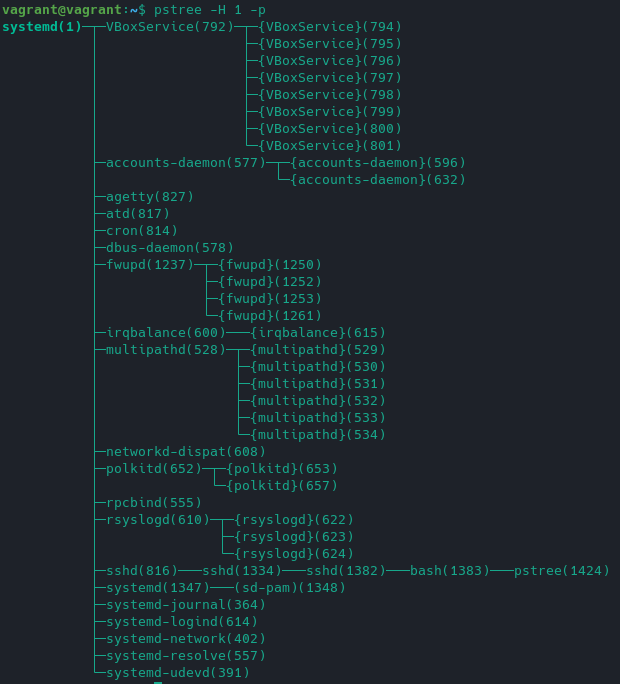 vagrant@vagrant:~$ pstree -H 1 -p
systemd(1)─┬─VBoxService(792)─┬─{VBoxService}(794)
           │                  ├─{VBoxService}(795)
           │                  ├─{VBoxService}(796)
           │                  ├─{VBoxService}(797)
           │                  ├─{VBoxService}(798)
           │                  ├─{VBoxService}(799)
           │                  ├─{VBoxService}(800)
           │                  └─{VBoxService}(801)
           ├─accounts-daemon(577)─┬─{accounts-daemon}(596)
           │                      └─{accounts-daemon}(632)
           ├─agetty(827)
           ├─atd(817)
           ├─cron(814)
           ├─dbus-daemon(578)
           ├─fwupd(1237)─┬─{fwupd}(1250)
           │             ├─{fwupd}(1252)
           │             ├─{fwupd}(1253)
           │             └─{fwupd}(1261)
           ├─irqbalance(600)───{irqbalance}(615)
           ├─multipathd(528)─┬─{multipathd}(529)
           │                 ├─{multipathd}(530)
           │                 ├─{multipathd}(531)
           │                 ├─{multipathd}(532)
           │                 ├─{multipathd}(533)
           │                 └─{multipathd}(534)
           ├─networkd-dispat(608)
           ├─polkitd(652)─┬─{polkitd}(653)
           │              └─{polkitd}(657)
           ├─rpcbind(555)
           ├─rsyslogd(610)─┬─{rsyslogd}(622)
           │               ├─{rsyslogd}(623)
           │               └─{rsyslogd}(624)
           ├─sshd(816)───sshd(1334)───sshd(1382)───bash(1383)───pstree(1424)
           ├─systemd(1347)───(sd-pam)(1348)
           ├─systemd-journal(364)
           ├─systemd-logind(614)
           ├─systemd-network(402)
           ├─systemd-resolve(557)
           └─systemd-udevd(391)